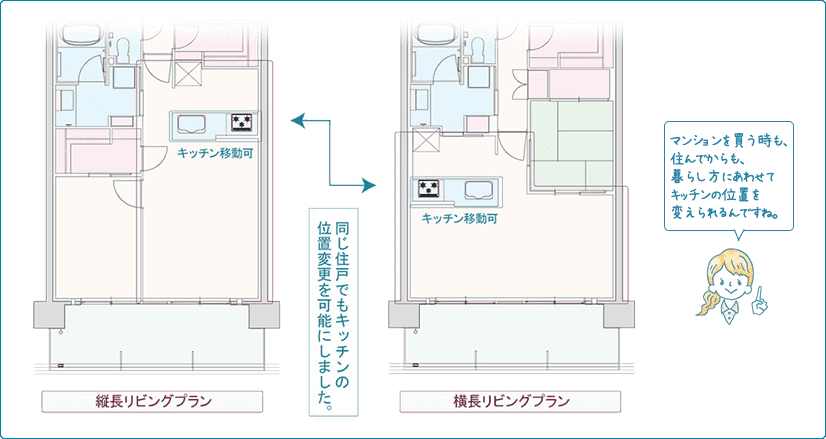 キッチン移動可
縦長リビングプラン
同じ住戸でもキッチンの
位置変更を可能にしました。
キッチン移動可
横長リビングプラン
マンションを買う時も、
住んでからも、
暮らし方にあわせて
キッチンの位置を
変えられるんですね。